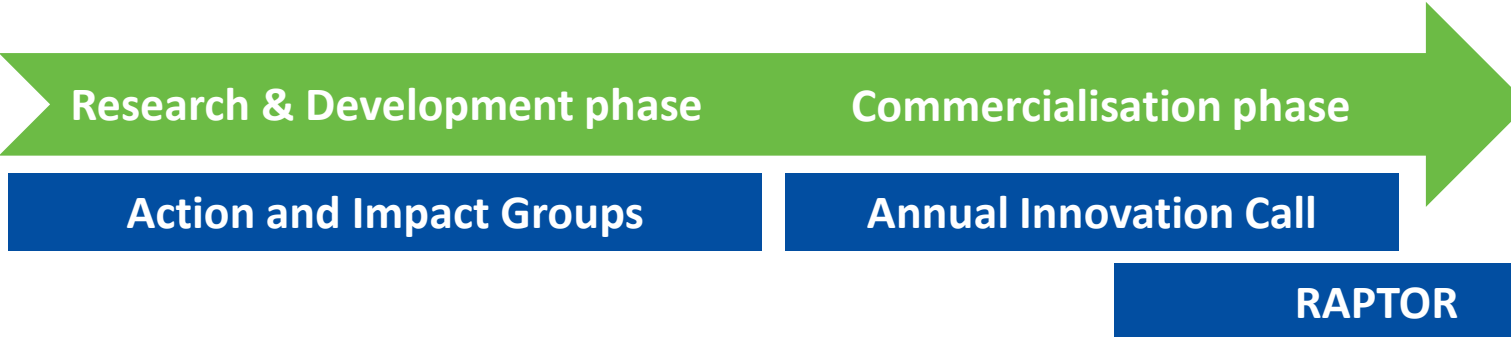 Research & Development phase
Commercialisation phase
Action and Impact Groups
Annual Innovation Call
RAPTOR